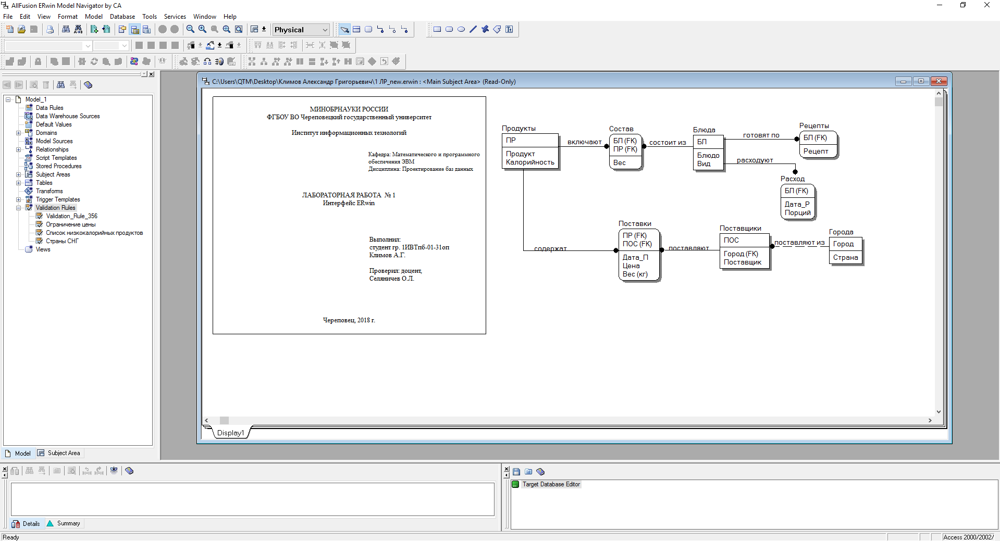 AllFusion ERwin Model Navigator by CA
File Edit View Format Model Database Tools Services Window Help
Physical
C:\Users\QTM\Desktop\Климов Александр Григорьевич\1 ЛР_new.erwin : <Main Subject Area> (Read-Only)
Model_1
Data Rules
Data Warehouse Sources
Default Values
Domains
Model Sources
Relationships
Script Templates
Stored Procedures
Subject Areas
Tables
Transforms
Trigger Templates
Validation Rules
Validation_Rule_356
Ограничение цены
Список низкокалорийных продуктов
Страны СНГ
Views
Model Subject Area
МИНОБРНАУКИ РОССИИ
ФГБОУ ВО Череповецкий государственный университет
Институт информационных технологий
Кафедра: Математического и программного
обеспечения ЭВМ
Дисциплина: Проектирование баз данных
ЛАБОРАТОРНАЯ РАБОТА № 1
Интерфейс ERwin
Выполнил:
студент гр. 1ИВТпб-01-31оп
Климов А.Г.
Проверил: доцент,
Селяничев О.Л.
Череповец, 2018 г.
Продукты
ПР
Продукт
Калорийность
включают
Состав
БЛ (FK)
ПР (FK)
Вес
состоит из
Блюда
БЛ
Блюдо
Вид
готовят по
Рецепты
БЛ (FK)
Рецепт
расходуют
Расход
БЛ (FK)
Дата_Р
Порций
содержат
Поставки
ПР (FK)
ПОС (FK)
Дата_П
Цена
Вес (кг)
поставляют
Поставщики
ПОС
Город (FK)
Поставщик
поставляют из
Города
Город
Страна
Display1
Details Summary
Target Database Editor
Ready
Access 2000/2002/